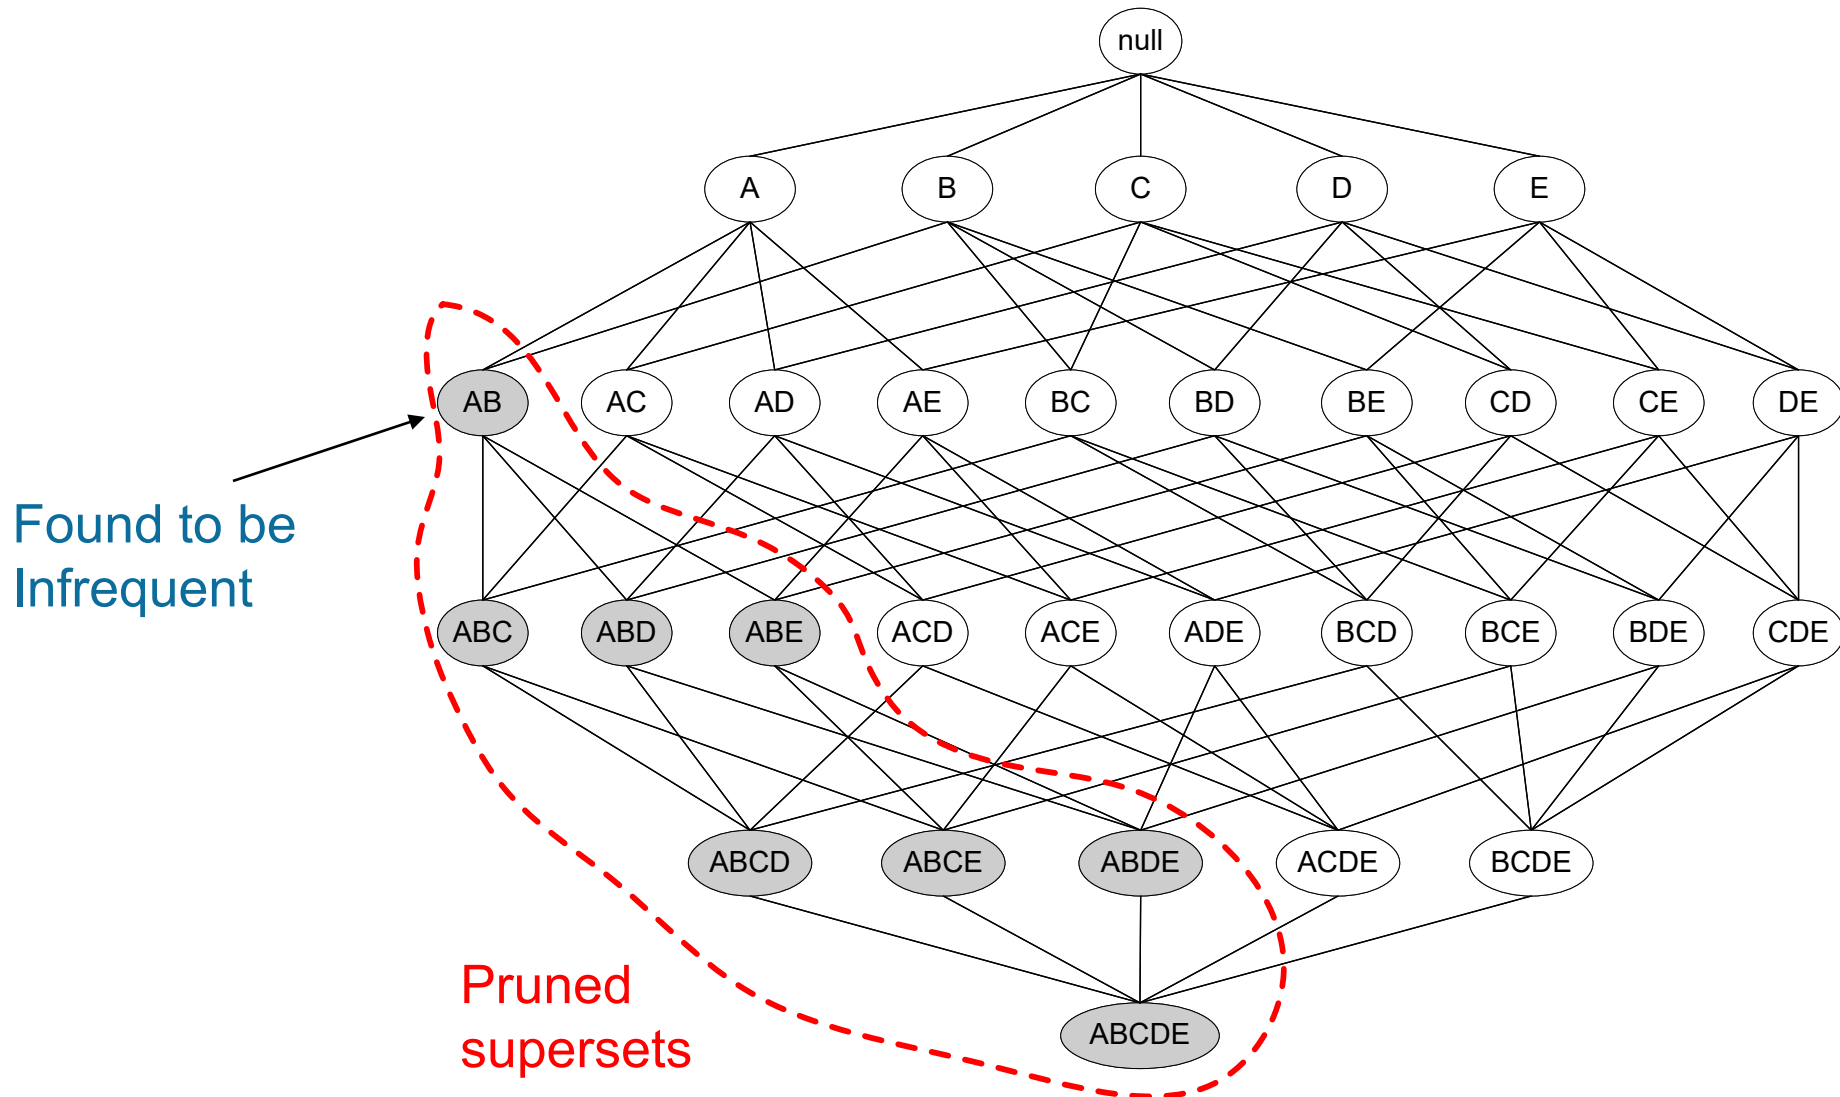 null
A B C D E
AB AC AD AE BC BD BE CD CE DE
Found to be
Infrequent
ABC ABD ABE ACD ACE ADE BCD BCE BDE CDE
ABCD ABCE ABDE ACDE BCDE
Pruned
supersets
ABCDE